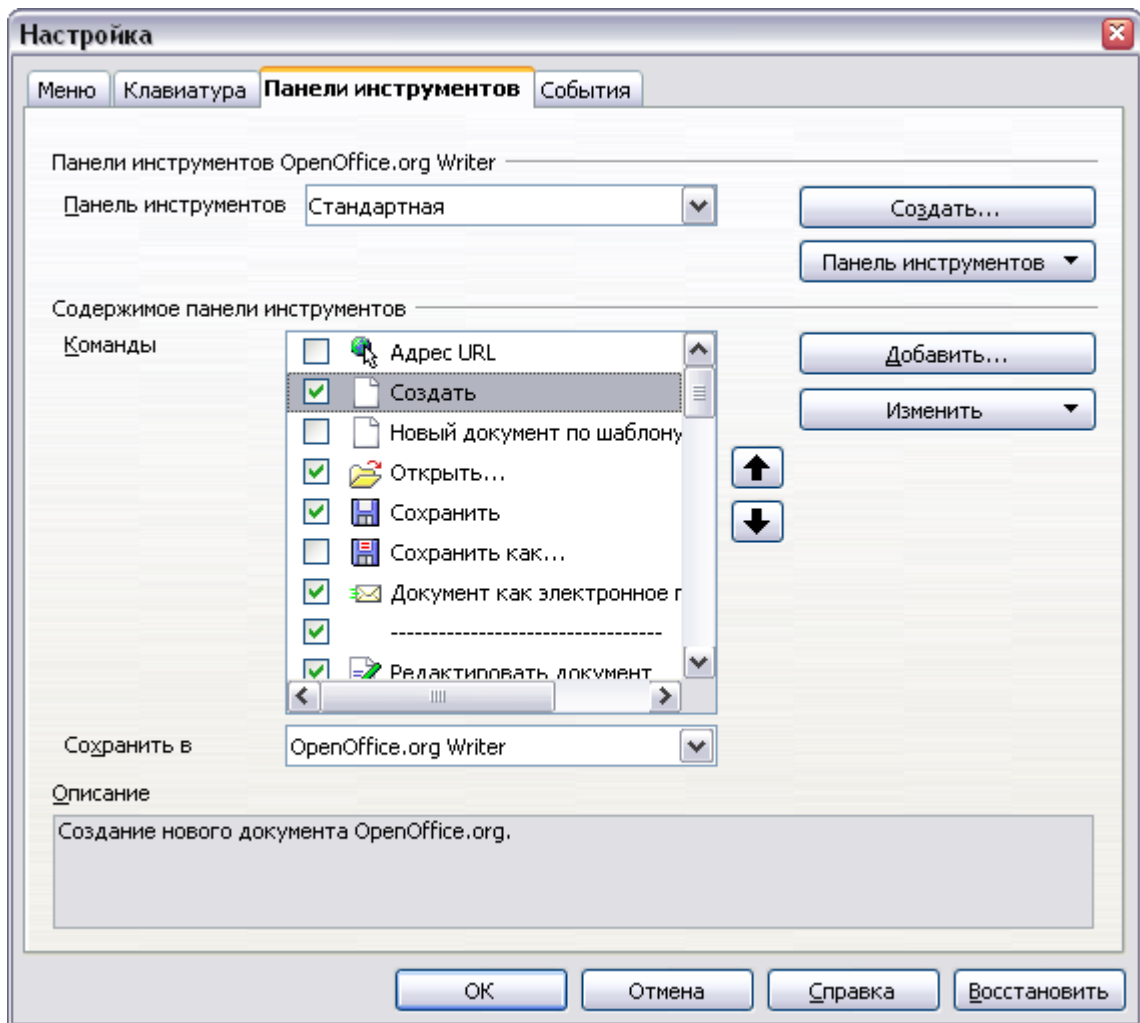 Настройка
Меню Клавиатура Панели инструментов События
Панели инструментов OpenOffice.org Writer
Панель инструментов Стандартная Создать...
Панель инструментов
Содержимое панели инструментов
Команды Адрес URL Добавить...
Создать Изменить
Новый документ по шаблону
Открыть...
Сохранить
Сохранить как...
Документ как электронное п
----------------------------------
Редактировать документ
Сохранить в OpenOffice.org Writer
Описание
Создание нового документа OpenOffice.org.
ОК Отмена Справка Восстановить